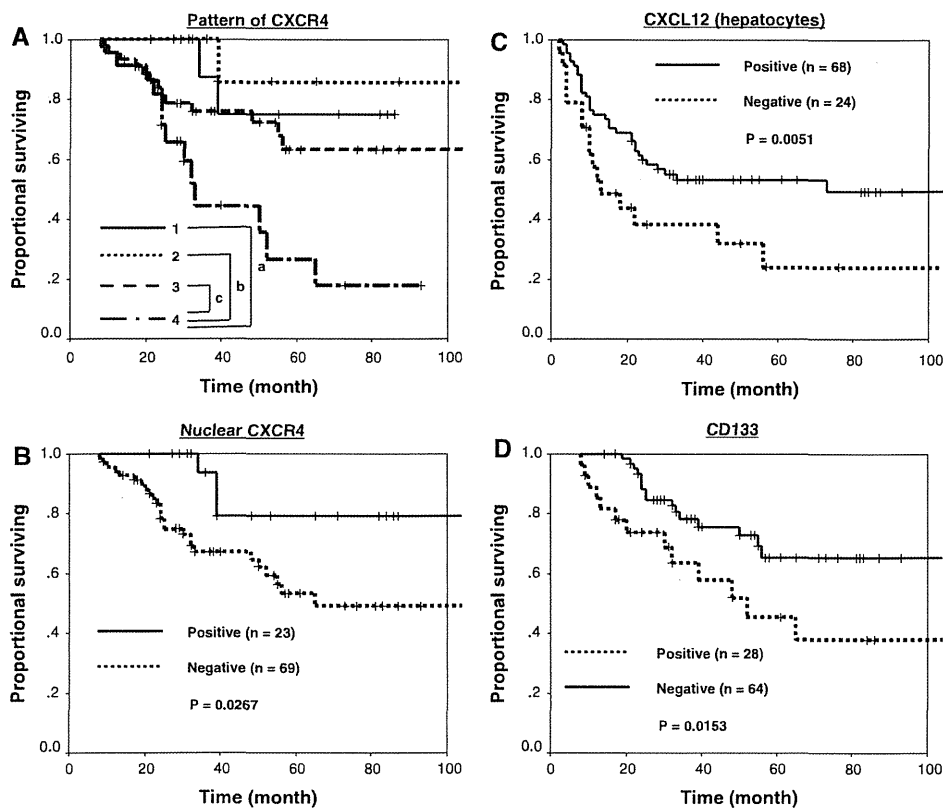 A
Pattern of CXCR4
Proportional surviving
1.0
.8
.6
.4
.2
0.0
1
2
3
4
a
b
c
0 20 40 60 80 100
Time (month)
B
Nuclear CXCR4
Proportional surviving
1.0
.8
.6
.4
.2
0.0
Positive (n = 23)
Negative (n = 69)
P = 0.0267
0 20 40 60 80 100
Time (month)
C
CXCL12 (hepatocytes)
Proportional surviving
1.0
.8
.6
.4
.2
0.0
Positive (n = 68)
Negative (n = 24)
P = 0.0051
0 20 40 60 80 100
Time (month)
D
CD133
Proportional surviving
1.0
.8
.6
.4
.2
0.0
Positive (n = 28)
Negative (n = 64)
P = 0.0153
0 20 40 60 80 100
Time (month)